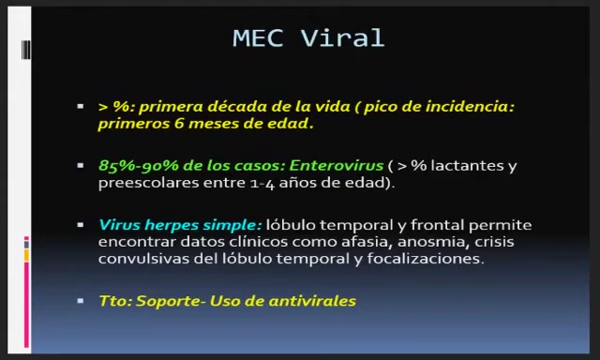 MEC Viral
> %: primera década de la vida ( pico de incidencia:
primeros 6 meses de edad.
85%-90% de los casos: Enterovirus ( > % lactantes y
preescolares entre 1-4 años de edad).
Virus herpes simple: lóbulo temporal y frontal permite
encontrar datos clínicos como afasia, anosmia, crisis
convulsivas del lóbulo temporal y focalizaciones.
Tto: Soporte- Uso de antivirales